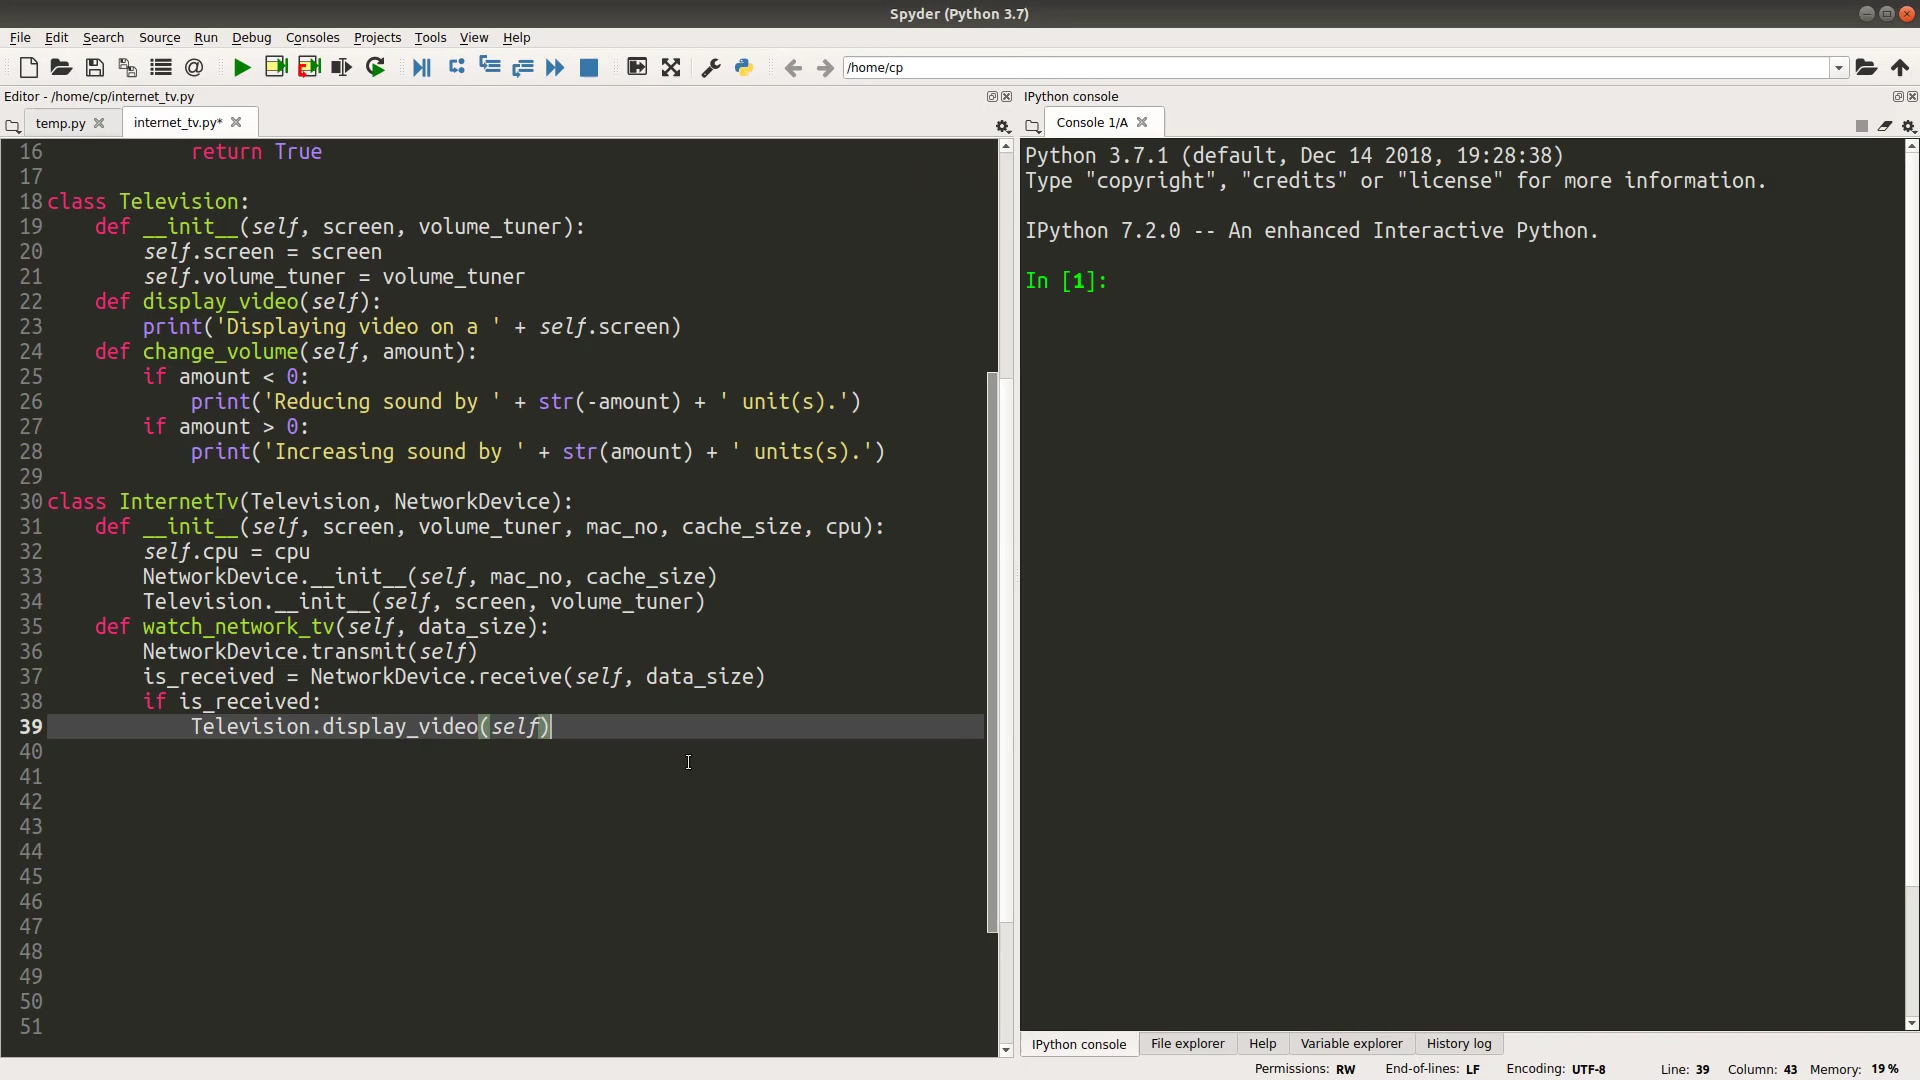 Spyder (Python 3.7)
File Edit Search Source Run Debug Consoles Projects Tools View Help
/home/cp
Editor - /home/cp/internet_tv.py
temp.py
internet_tv.py*
16             return True
17
18 class Television:
19     def __init__(self, screen, volume_tuner):
20         self.screen = screen
21         self.volume_tuner = volume_tuner
22     def display_video(self):
23         print('Displaying video on a ' + self.screen)
24     def change_volume(self, amount):
25         if amount < 0:
26             print('Reducing sound by ' + str(-amount) + ' unit(s).')
27         if amount > 0:
28             print('Increasing sound by ' + str(amount) + ' units(s).')
29
30 class InternetTv(Television, NetworkDevice):
31     def __init__(self, screen, volume_tuner, mac_no, cache_size, cpu):
32         self.cpu = cpu
33         NetworkDevice.__init__(self, mac_no, cache_size)
34         Television.__init__(self, screen, volume_tuner)
35     def watch_network_tv(self, data_size):
36         NetworkDevice.transmit(self)
37         is_received = NetworkDevice.receive(self, data_size)
38         if is_received:
39             Television.display_video(self)
40
41
42
43
44
45
46
47
48
49
50
51
IPython console
Console 1/A
Python 3.7.1 (default, Dec 14 2018, 19:28:38)
Type "copyright", "credits" or "license" for more information.
IPython 7.2.0 -- An enhanced Interactive Python.
In [1]:
IPython console File explorer Help Variable explorer History log
Permissions: RW End-of-lines: LF Encoding: UTF-8 Line: 39 Column: 43 Memory: 19 %